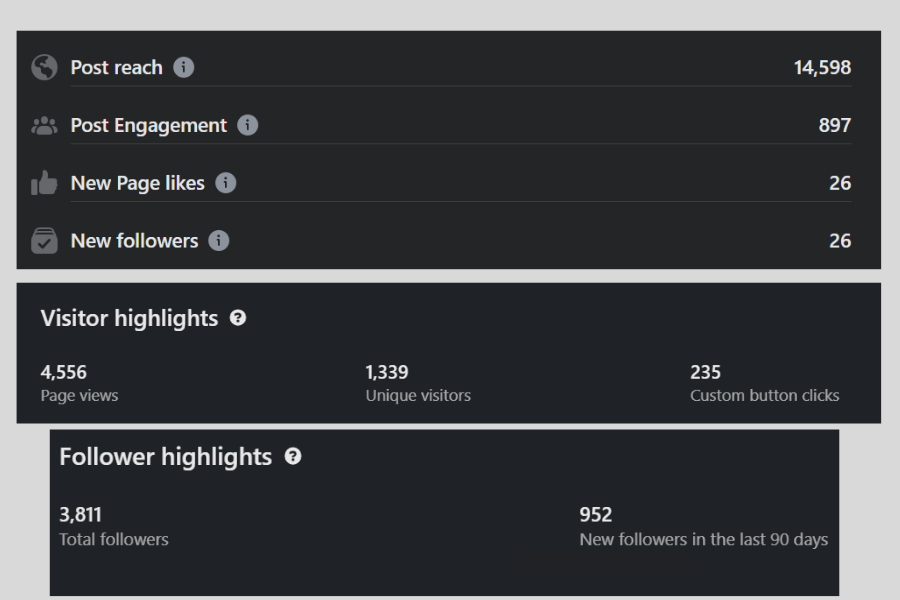 Post reach 14,598
Post Engagement 897
New Page likes 26
New followers 26
Visitor highlights
4,556 1,339 235
Page views Unique visitors Custom button clicks
Follower highlights
3,811 952
Total followers New followers in the last 90 days